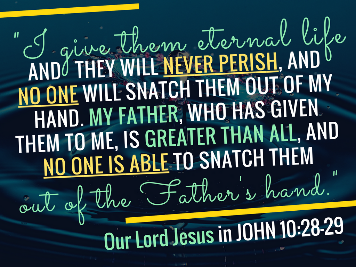 "I give them eternal life
AND THEY WILL NEVER PERISH, AND
NO ONE WILL SNATCH THEM OUT OF MY
HAND. MY FATHER, WHO HAS GIVEN
THEM TO ME, IS GREATER THAN ALL, AND
NO ONE IS ABLE TO SNATCH THEM
out of the Father's hand."
Our Lord Jesus in JOHN 10:28-29